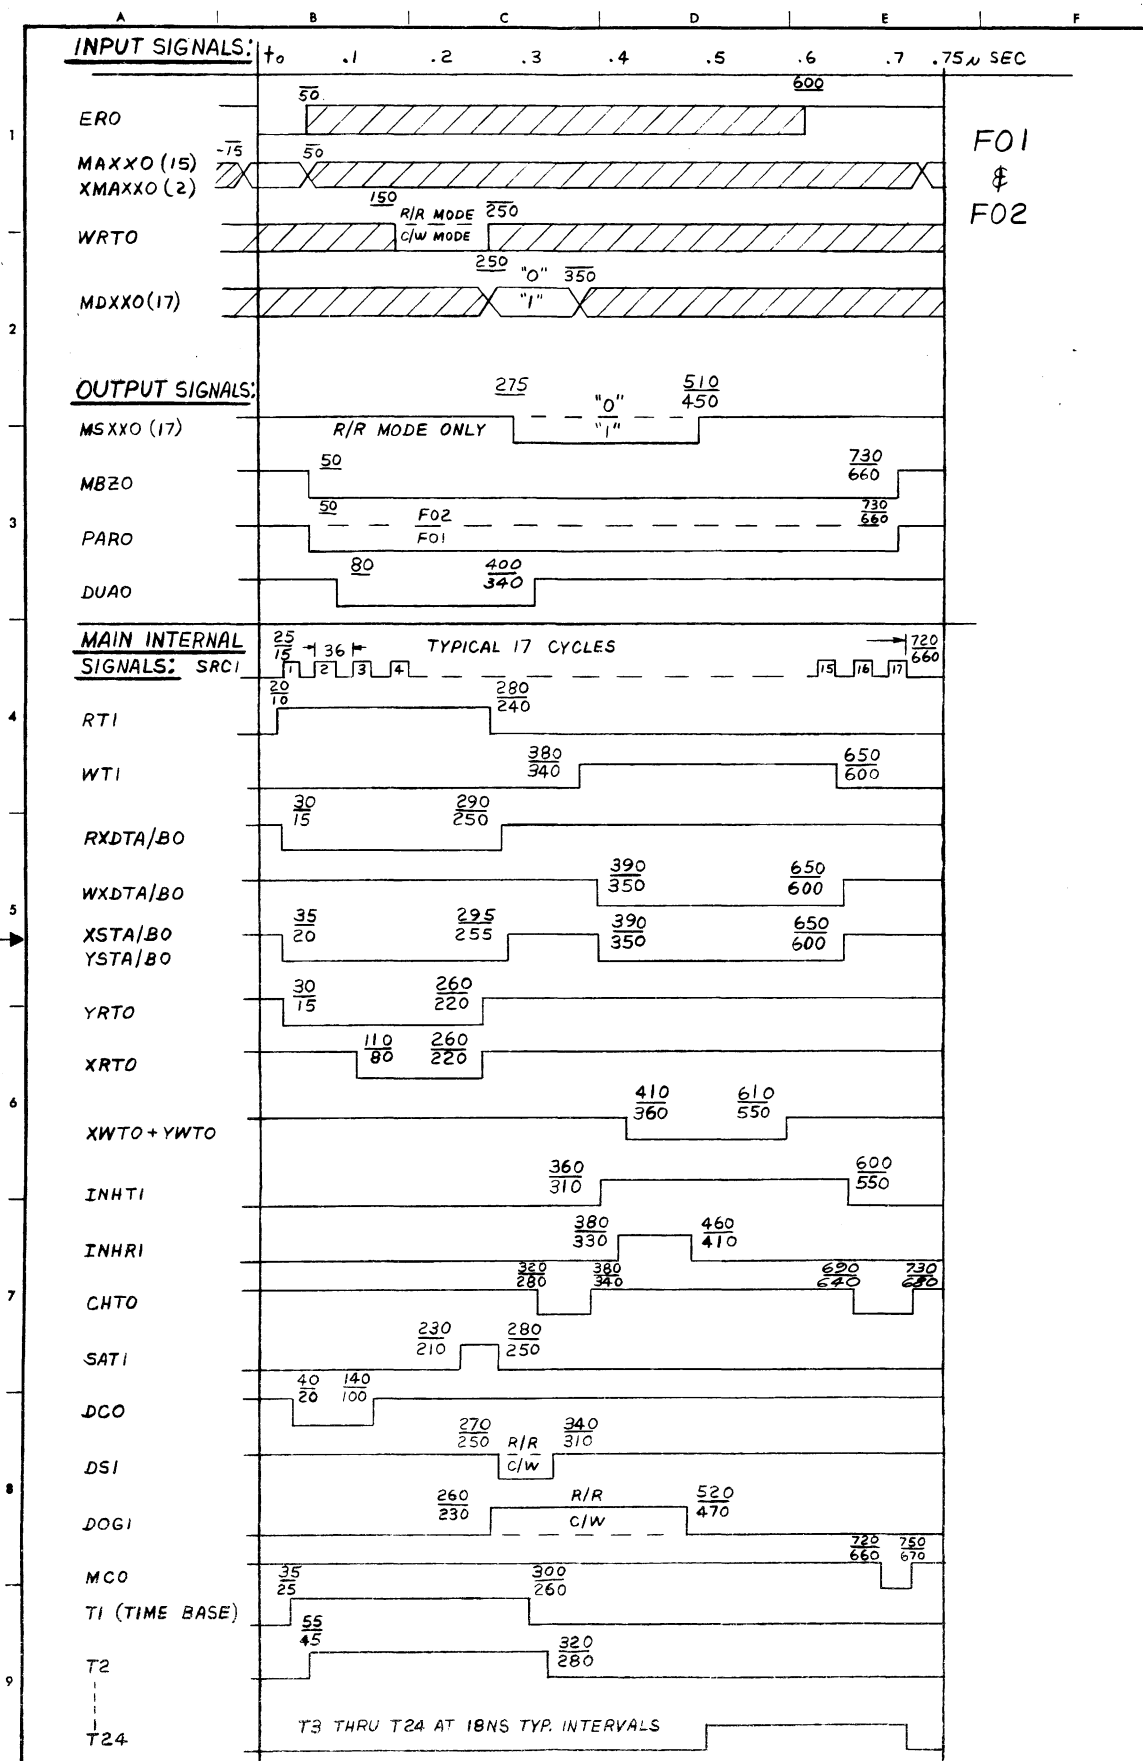 A B C D E F
INPUT SIGNALS: t0 .1 .2 .3 .4 .5 .6 .7 .75μ SEC
50 600
ERO
1
-15 50
MAXXO (15)
XMAXXO (2)
F01
&
F02
150 R/R MODE 250
WRTO C/W MODE
250 "0" 350
MDXXO(17) "1"
2
OUTPUT SIGNALS: 275 "0" 510
450
MSXXO (17) R/R MODE ONLY "1"
50 730
MBZO 660
3
50 F02 730
660
PARO F01
80 400
340
DUAO
MAIN INTERNAL 25
15 36 TYPICAL 17 CYCLES 720
660
SIGNALS: SRC1 1 2 3 4 15 16 17
4
20
10 280
240
RT1
380
340 650
600
WT1
30
15 290
250
RXDTA/BO
390
350 650
600
WXDTA/BO
5
35
20 295
255 390
350 650
600
XSTA/BO
YSTA/BO
30
15 260
220
YRTO
110
80 260
220
XRTO
6
410
360 610
550
XWTO + YWTO
360
310 600
550
INHT1
380
330 460
410
INHR1
7
320
280 380
340 690
640 730
680
CHTO
230
210 280
250
SAT1
40
20 140
100
DCO
270
250 R/R 340
310
DS1 C/W
8
260
230 R/R 520
470
DOG1 C/W
720
660 750
670
MCO
35
25 300
260
T1 (TIME BASE)
55
45 320
280
T2
9
T3 THRU T24 AT 18NS TYP. INTERVALS
T24